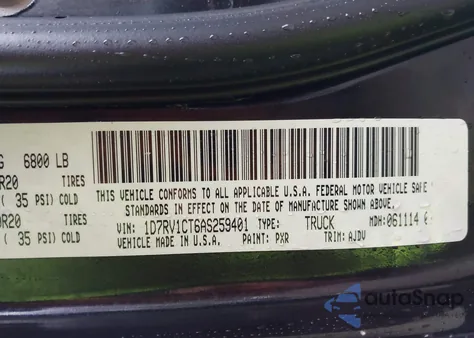 G 6800 LB
R20 TIRES
( 35 PSI) COLD
R20 TIRES
( 35 PSI) COLD
THIS VEHICLE CONFORMS TO ALL APPLICABLE U.S.A. FEDERAL MOTOR VEHICLE SAFE
STANDARDS IN EFFECT ON THE DATE OF MANUFACTURE SHOWN ABOVE.
VIN: 1D7RV1CT6AS259401 TYPE: TRUCK MDH: 061114 0
VEHICLE MADE IN U.S.A. PAINT: PXR TRIM: AJDV
autoSnap